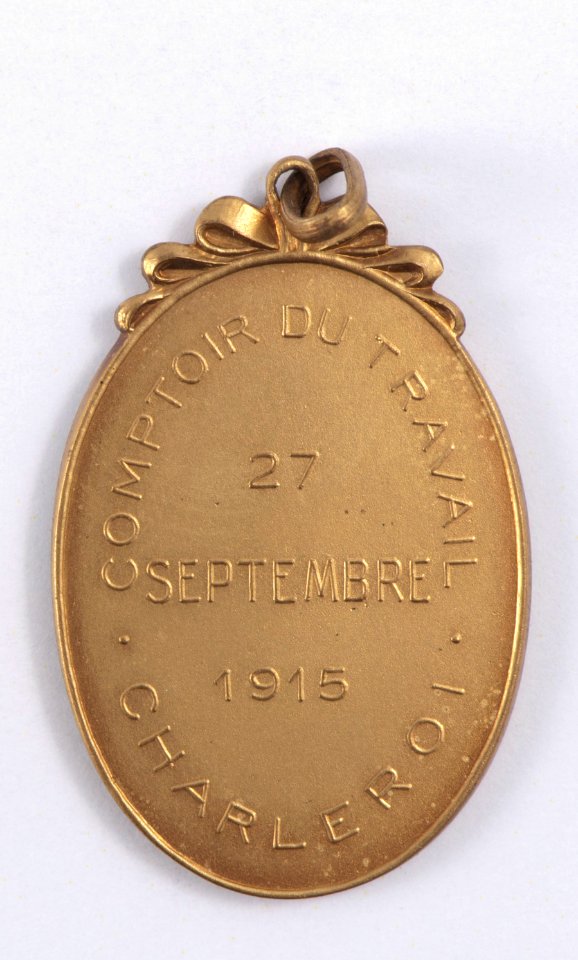 COMPTOIR DU TRAVAIL
27
SEPTEMBRE
1915
· CHARLEROI ·